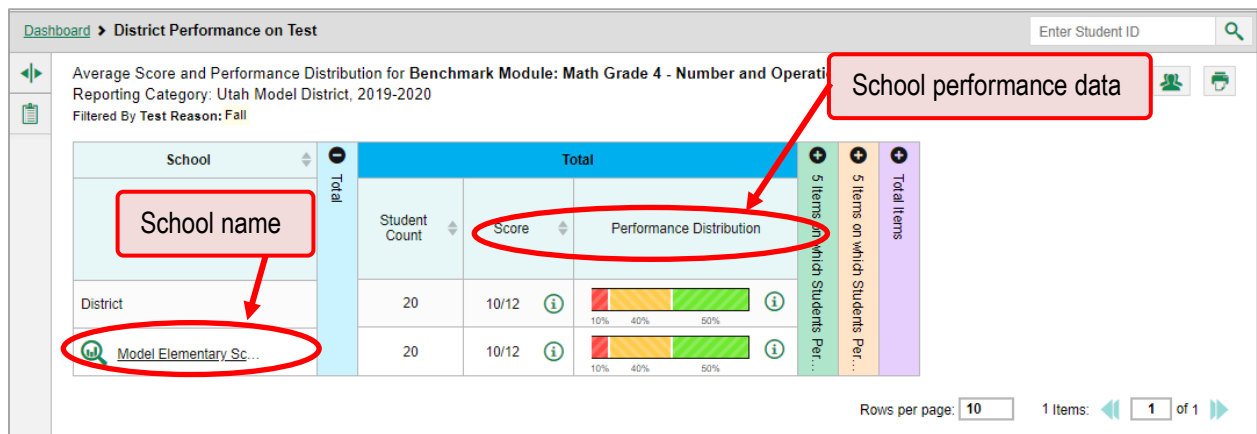 Dashboard > District Performance on Test
Enter Student ID
Average Score and Performance Distribution for Benchmark Module: Math Grade 4 - Number and Operati
Reporting Category: Utah Model District, 2019-2020
Filtered By Test Reason: Fall
School performance data
School
Total
Total
5 Items on which Students Per...
5 Items on which Students Per...
Total Items
Student
Count
Score
Performance Distribution
School name
District
20
10/12
10% 40% 50%
Model Elementary Sc...
20
10/12
10% 40% 50%
Rows per page: 10
1 Items:
1 of 1